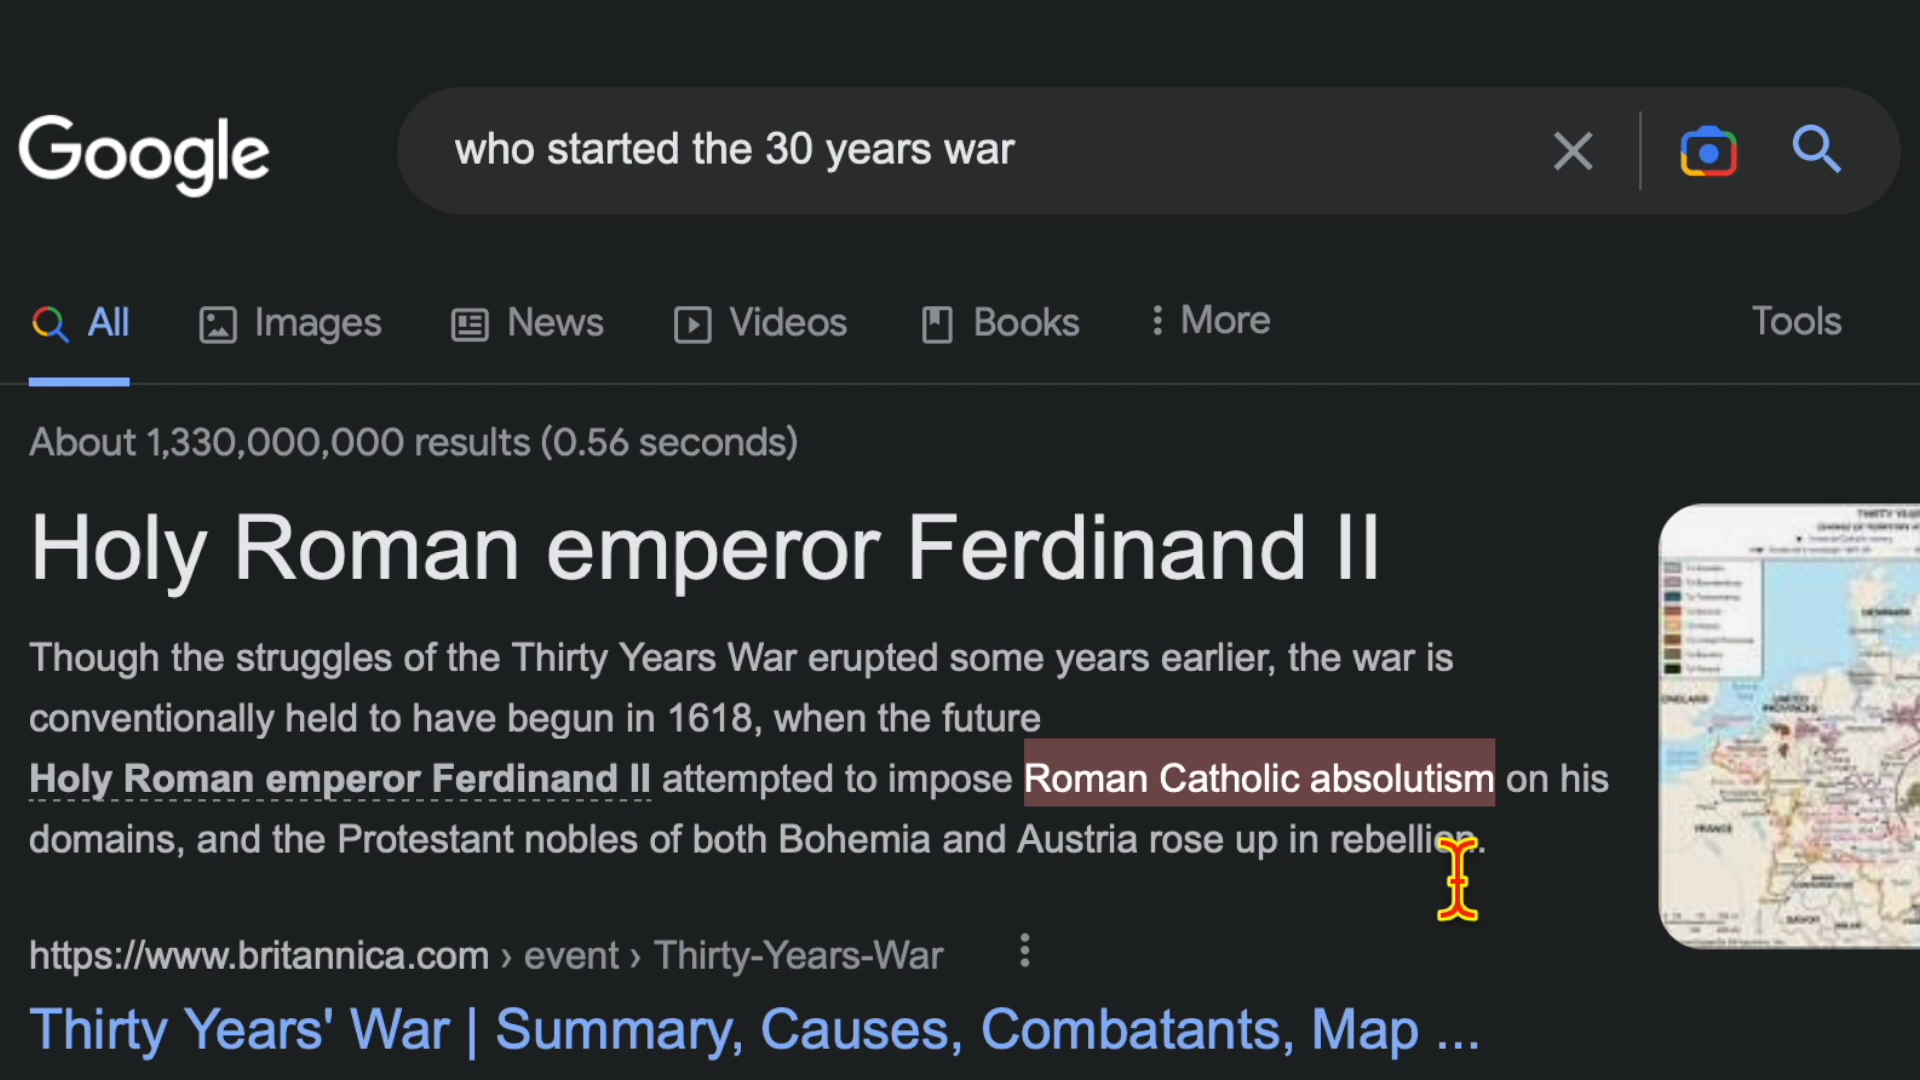 Google
who started the 30 years war
All Images News Videos Books More Tools
About 1,330,000,000 results (0.56 seconds)
Holy Roman emperor Ferdinand II
Though the struggles of the Thirty Years War erupted some years earlier, the war is
conventionally held to have begun in 1618, when the future
Holy Roman emperor Ferdinand II attempted to impose Roman Catholic absolutism on his
domains, and the Protestant nobles of both Bohemia and Austria rose up in rebellion.
https://www.britannica.com › event › Thirty-Years-War
Thirty Years' War | Summary, Causes, Combatants, Map ...